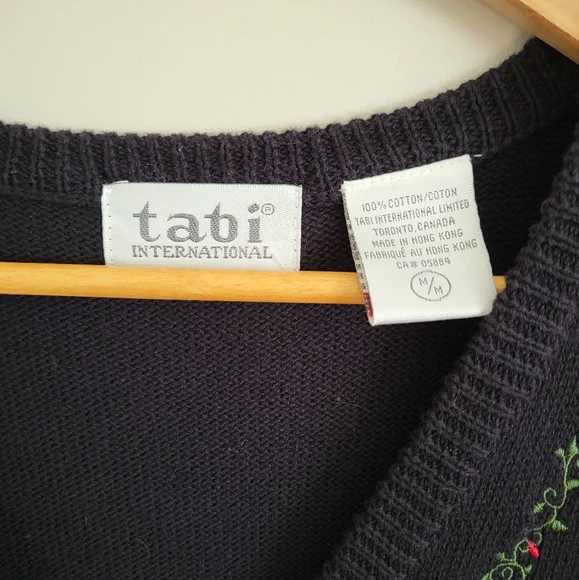 tabi®
INTERNATIONAL
100% COTTON/COTON
TABI INTERNATIONAL LIMITED
TORONTO, CANADA
MADE IN HONG KONG
FABRIQUÉ AU HONG KONG
CA# 05884
M/M